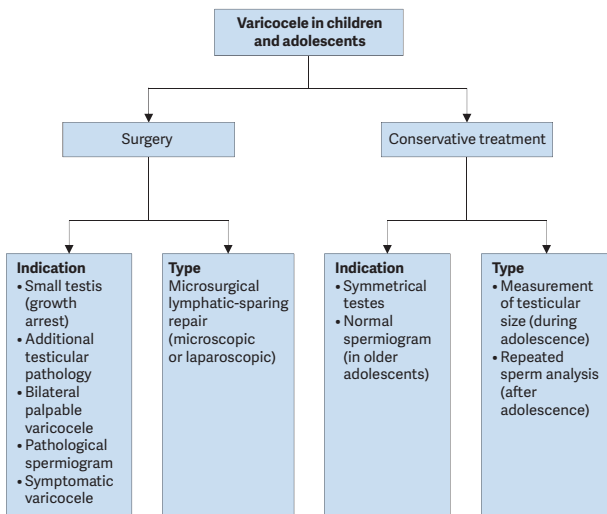 Varicocele in children
and adolescents
Surgery
Conservative treatment
Indication
• Small testis
(growth
arrest)
• Additional
testicular
pathology
• Bilateral
palpable
varicocele
• Pathological
spermiogram
• Symptomatic
varicocele
Type
Microsurgical
lymphatic-sparing
repair
(microscopic
or laparoscopic)
Indication
• Symmetrical
testes
• Normal
spermiogram
(in older
adolescents)
Type
• Measurement
of testicular
size (during
adolescence)
• Repeated
sperm analysis
(after
adolescence)